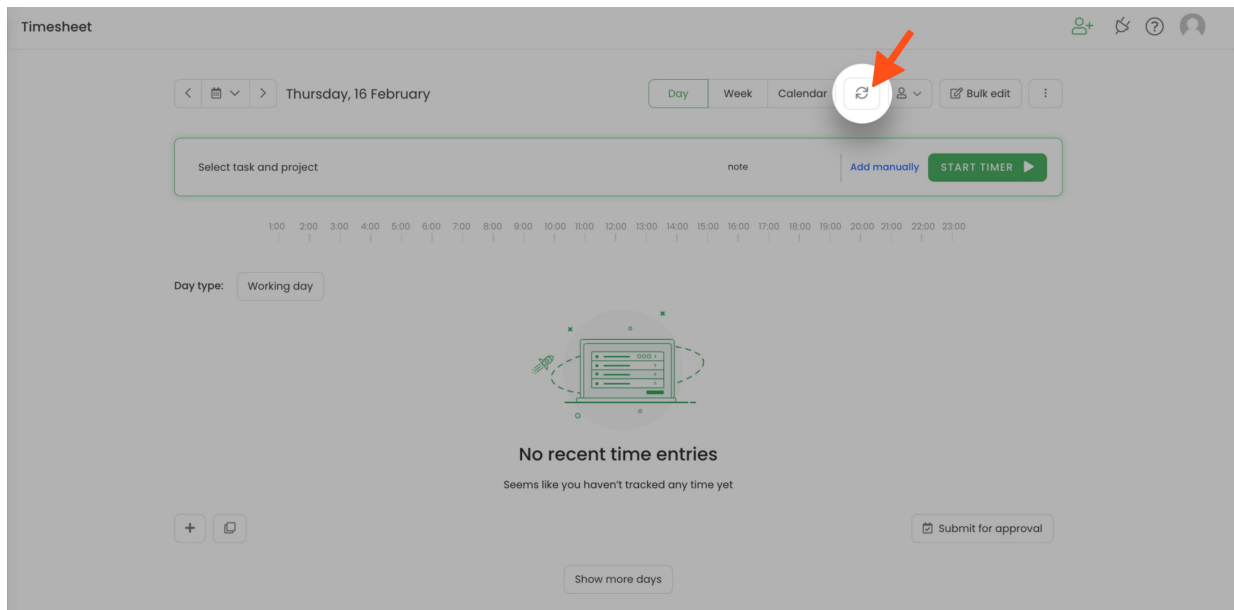 Timesheet
Thursday, 16 February
Day Week Calendar Bulk edit
Select task and project note Add manually START TIMER
1:00 2:00 3:00 4:00 5:00 6:00 7:00 8:00 9:00 10:00 11:00 12:00 13:00 14:00 15:00 16:00 17:00 18:00 19:00 20:00 21:00 22:00 23:00
Day type: Working day
No recent time entries
Seems like you haven't tracked any time yet
Submit for approval
Show more days